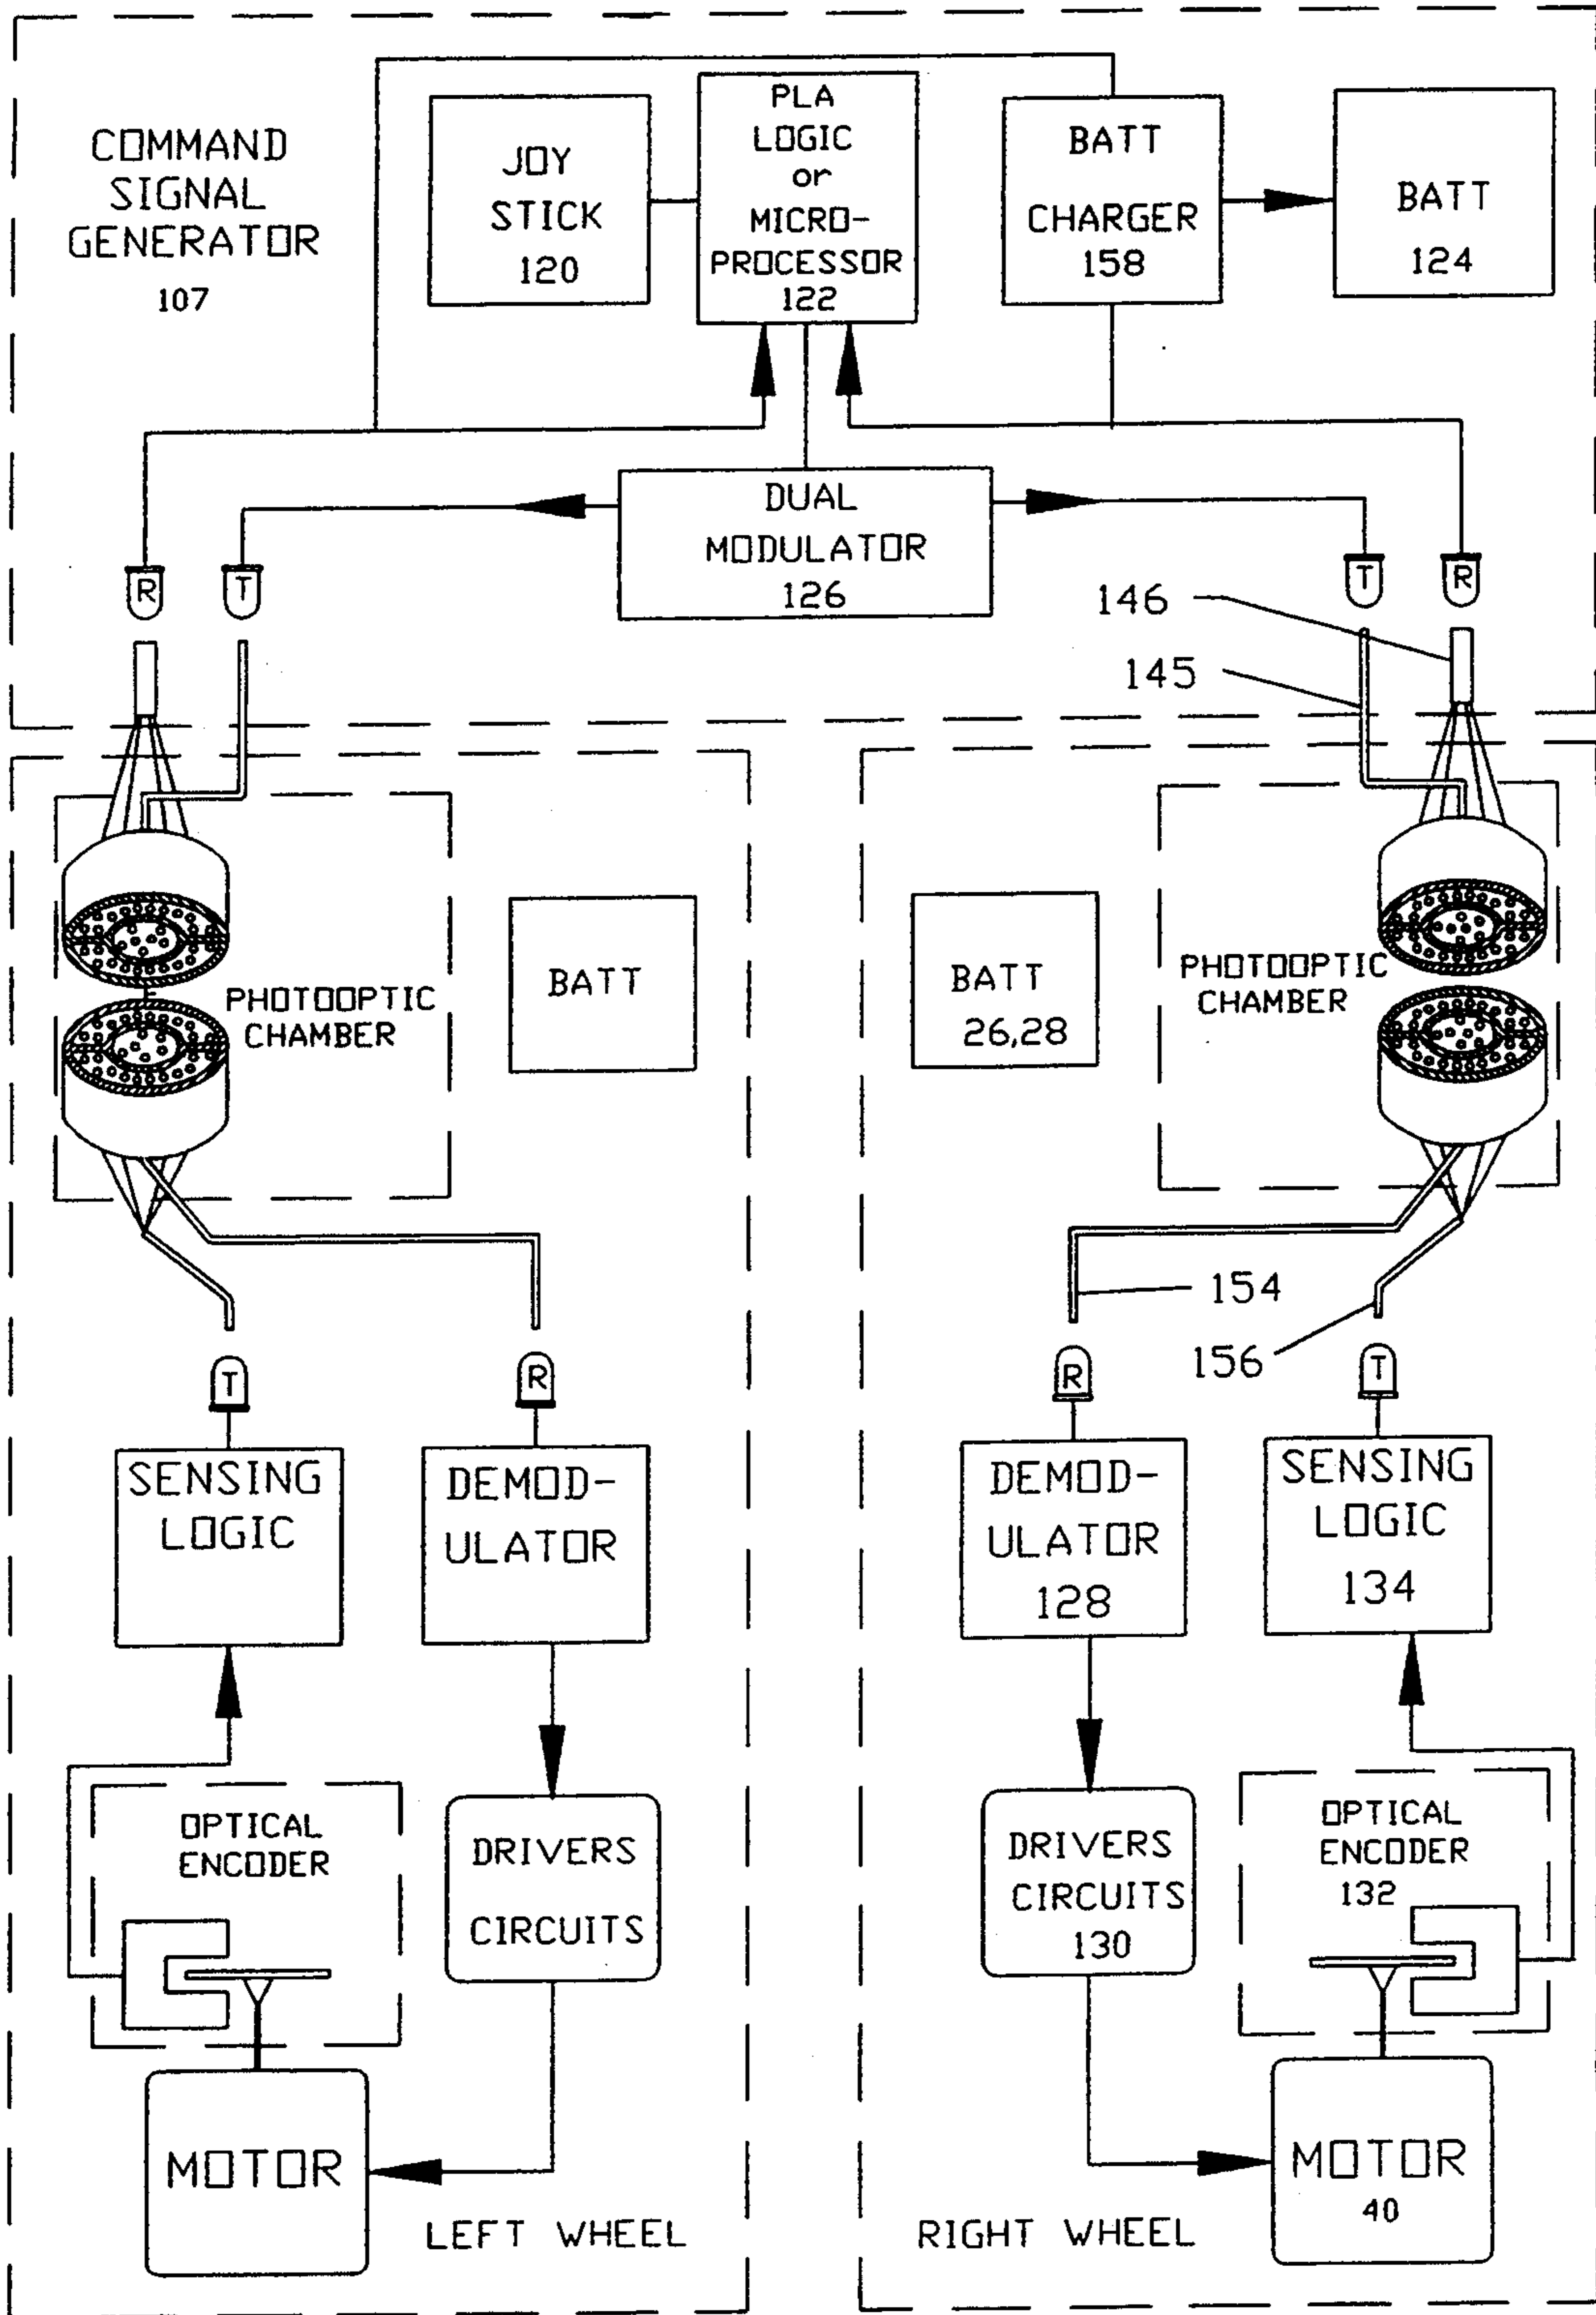 COMMAND
SIGNAL
GENERATOR
107
JOY
STICK
120
PLA
LOGIC
or
MICRO-
PROCESSOR
122
BATT
CHARGER
158
BATT
124
DUAL
MODULATOR
126
R
T
T
R
146
145
PHOTOOPTIC
CHAMBER
BATT
BATT
26,28
PHOTOOPTIC
CHAMBER
154
156
T
R
R
T
SENSING
LOGIC
DEMOD-
ULATOR
DEMOD-
ULATOR
128
SENSING
LOGIC
134
OPTICAL
ENCODER
DRIVERS
CIRCUITS
DRIVERS
CIRCUITS
130
OPTICAL
ENCODER
132
MOTOR
LEFT WHEEL
RIGHT WHEEL
MOTOR
40